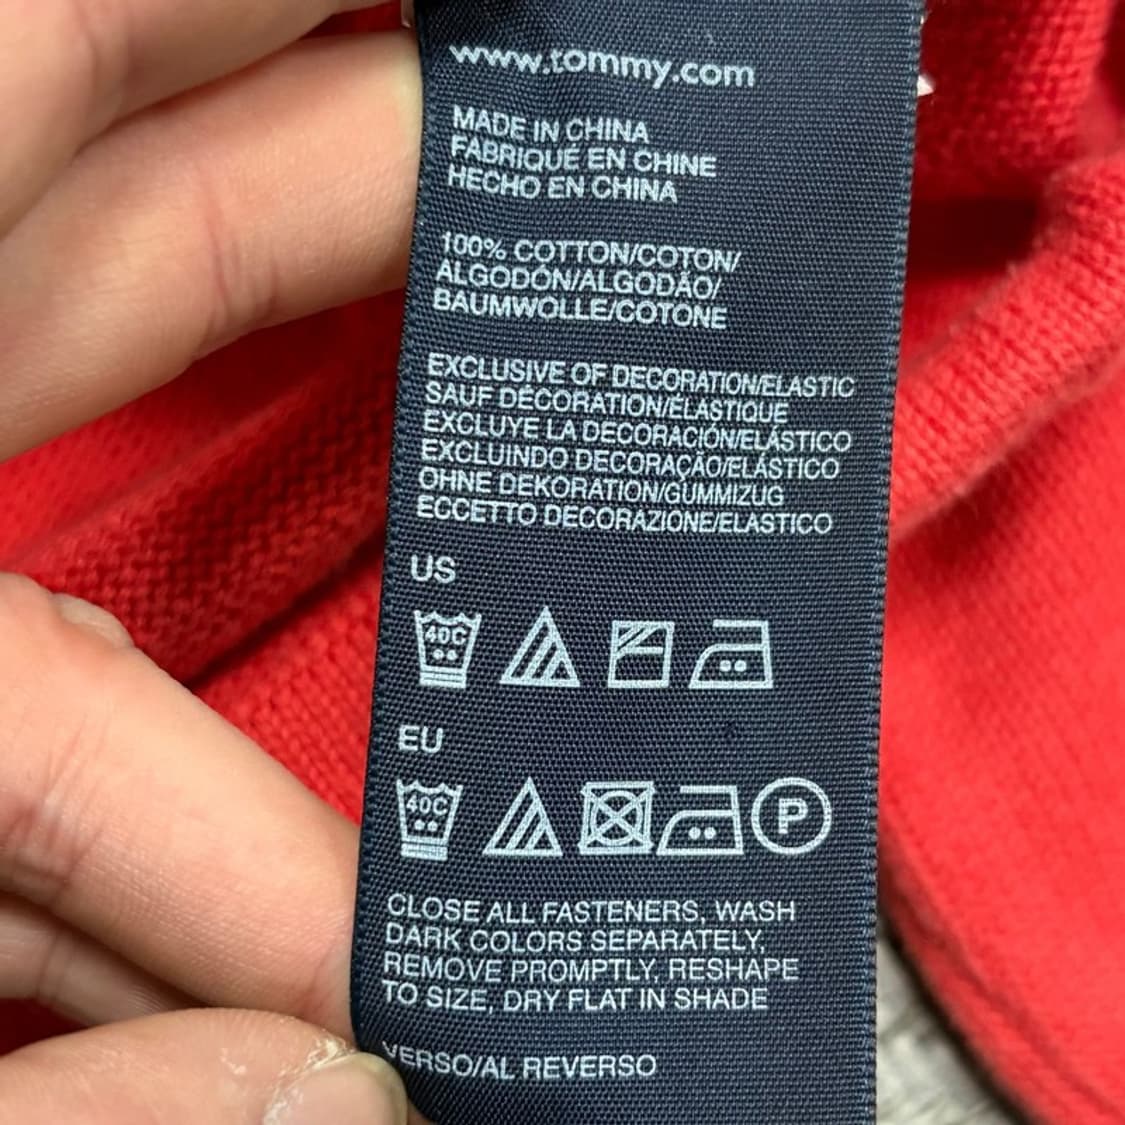 www.tommy.com
MADE IN CHINA
FABRIQUÉ EN CHINE
HECHO EN CHINA
100% COTTON/COTON/
ALGODÓN/ALGODÃO/
BAUMWOLLE/COTONE
EXCLUSIVE OF DECORATION/ELASTIC
SAUF DÉCORATION/ÉLASTIQUE
EXCLUYE LA DECORACIÓN/ELÁSTICO
EXCLUINDO DECORAÇÃO/ELÁSTICO
OHNE DEKORATION/GUMMIZUG
ECCETTO DECORAZIONE/ELASTICO
US
40C
EU
40C P
CLOSE ALL FASTENERS, WASH
DARK COLORS SEPARATELY,
REMOVE PROMPTLY, RESHAPE
TO SIZE, DRY FLAT IN SHADE
VERSO/AL REVERSO